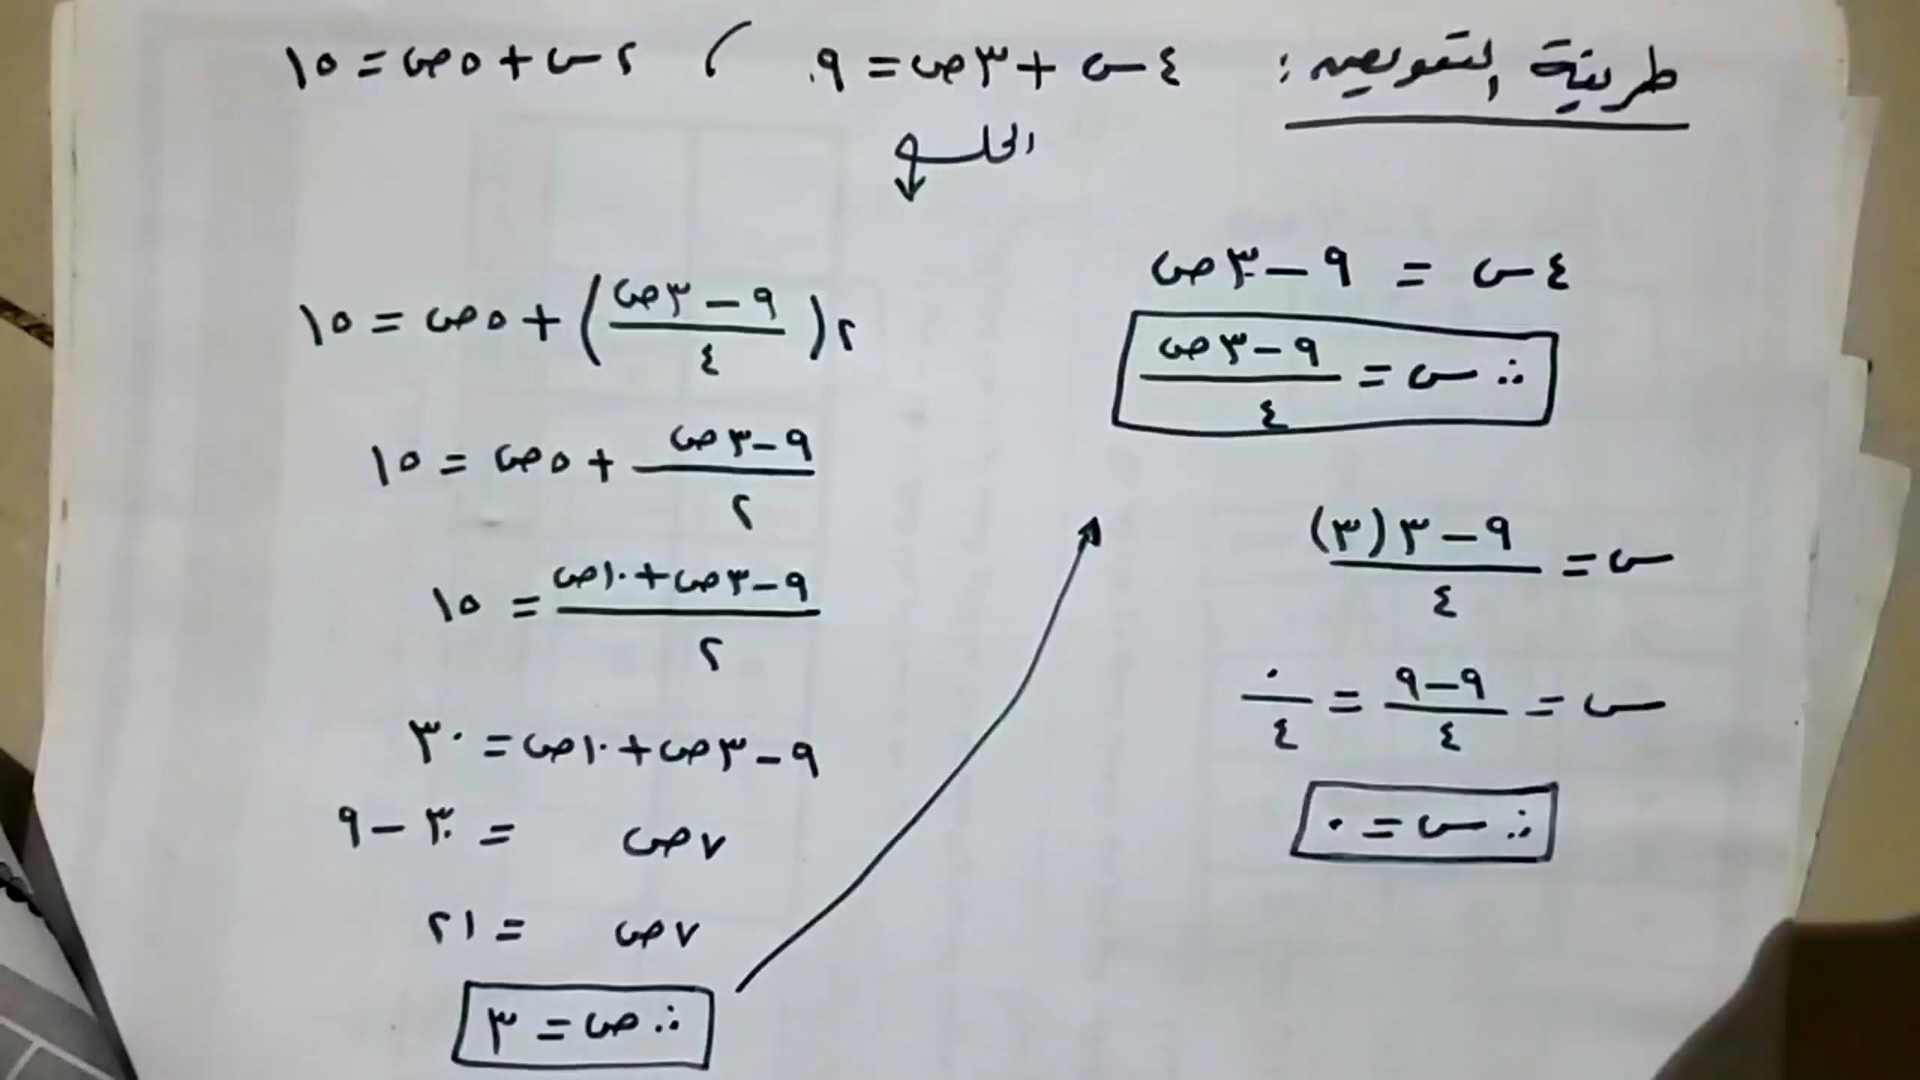 طريقة التعويض: ٤س + ٣ص = ٩ ، ٢س + ٥ص = ١٥
الحل
٤س = ٩ - ٣ص
∴ س = (٩ - ٣ص)/٤
س = (٩ - ٣(٣))/٤
س = (٩ - ٩)/٤ = ٠/٤
∴ س = ٠
٢((٩ - ٣ص)/٤) + ٥ص = ١٥
(٩ - ٣ص)/٢ + ٥ص = ١٥
(٩ - ٣ص + ١٠ص)/٢ = ١٥
٩ - ٣ص + ١٠ص = ٣٠
٧ص = ٣٠ - ٩
٧ص = ٢١
∴ ص = ٣